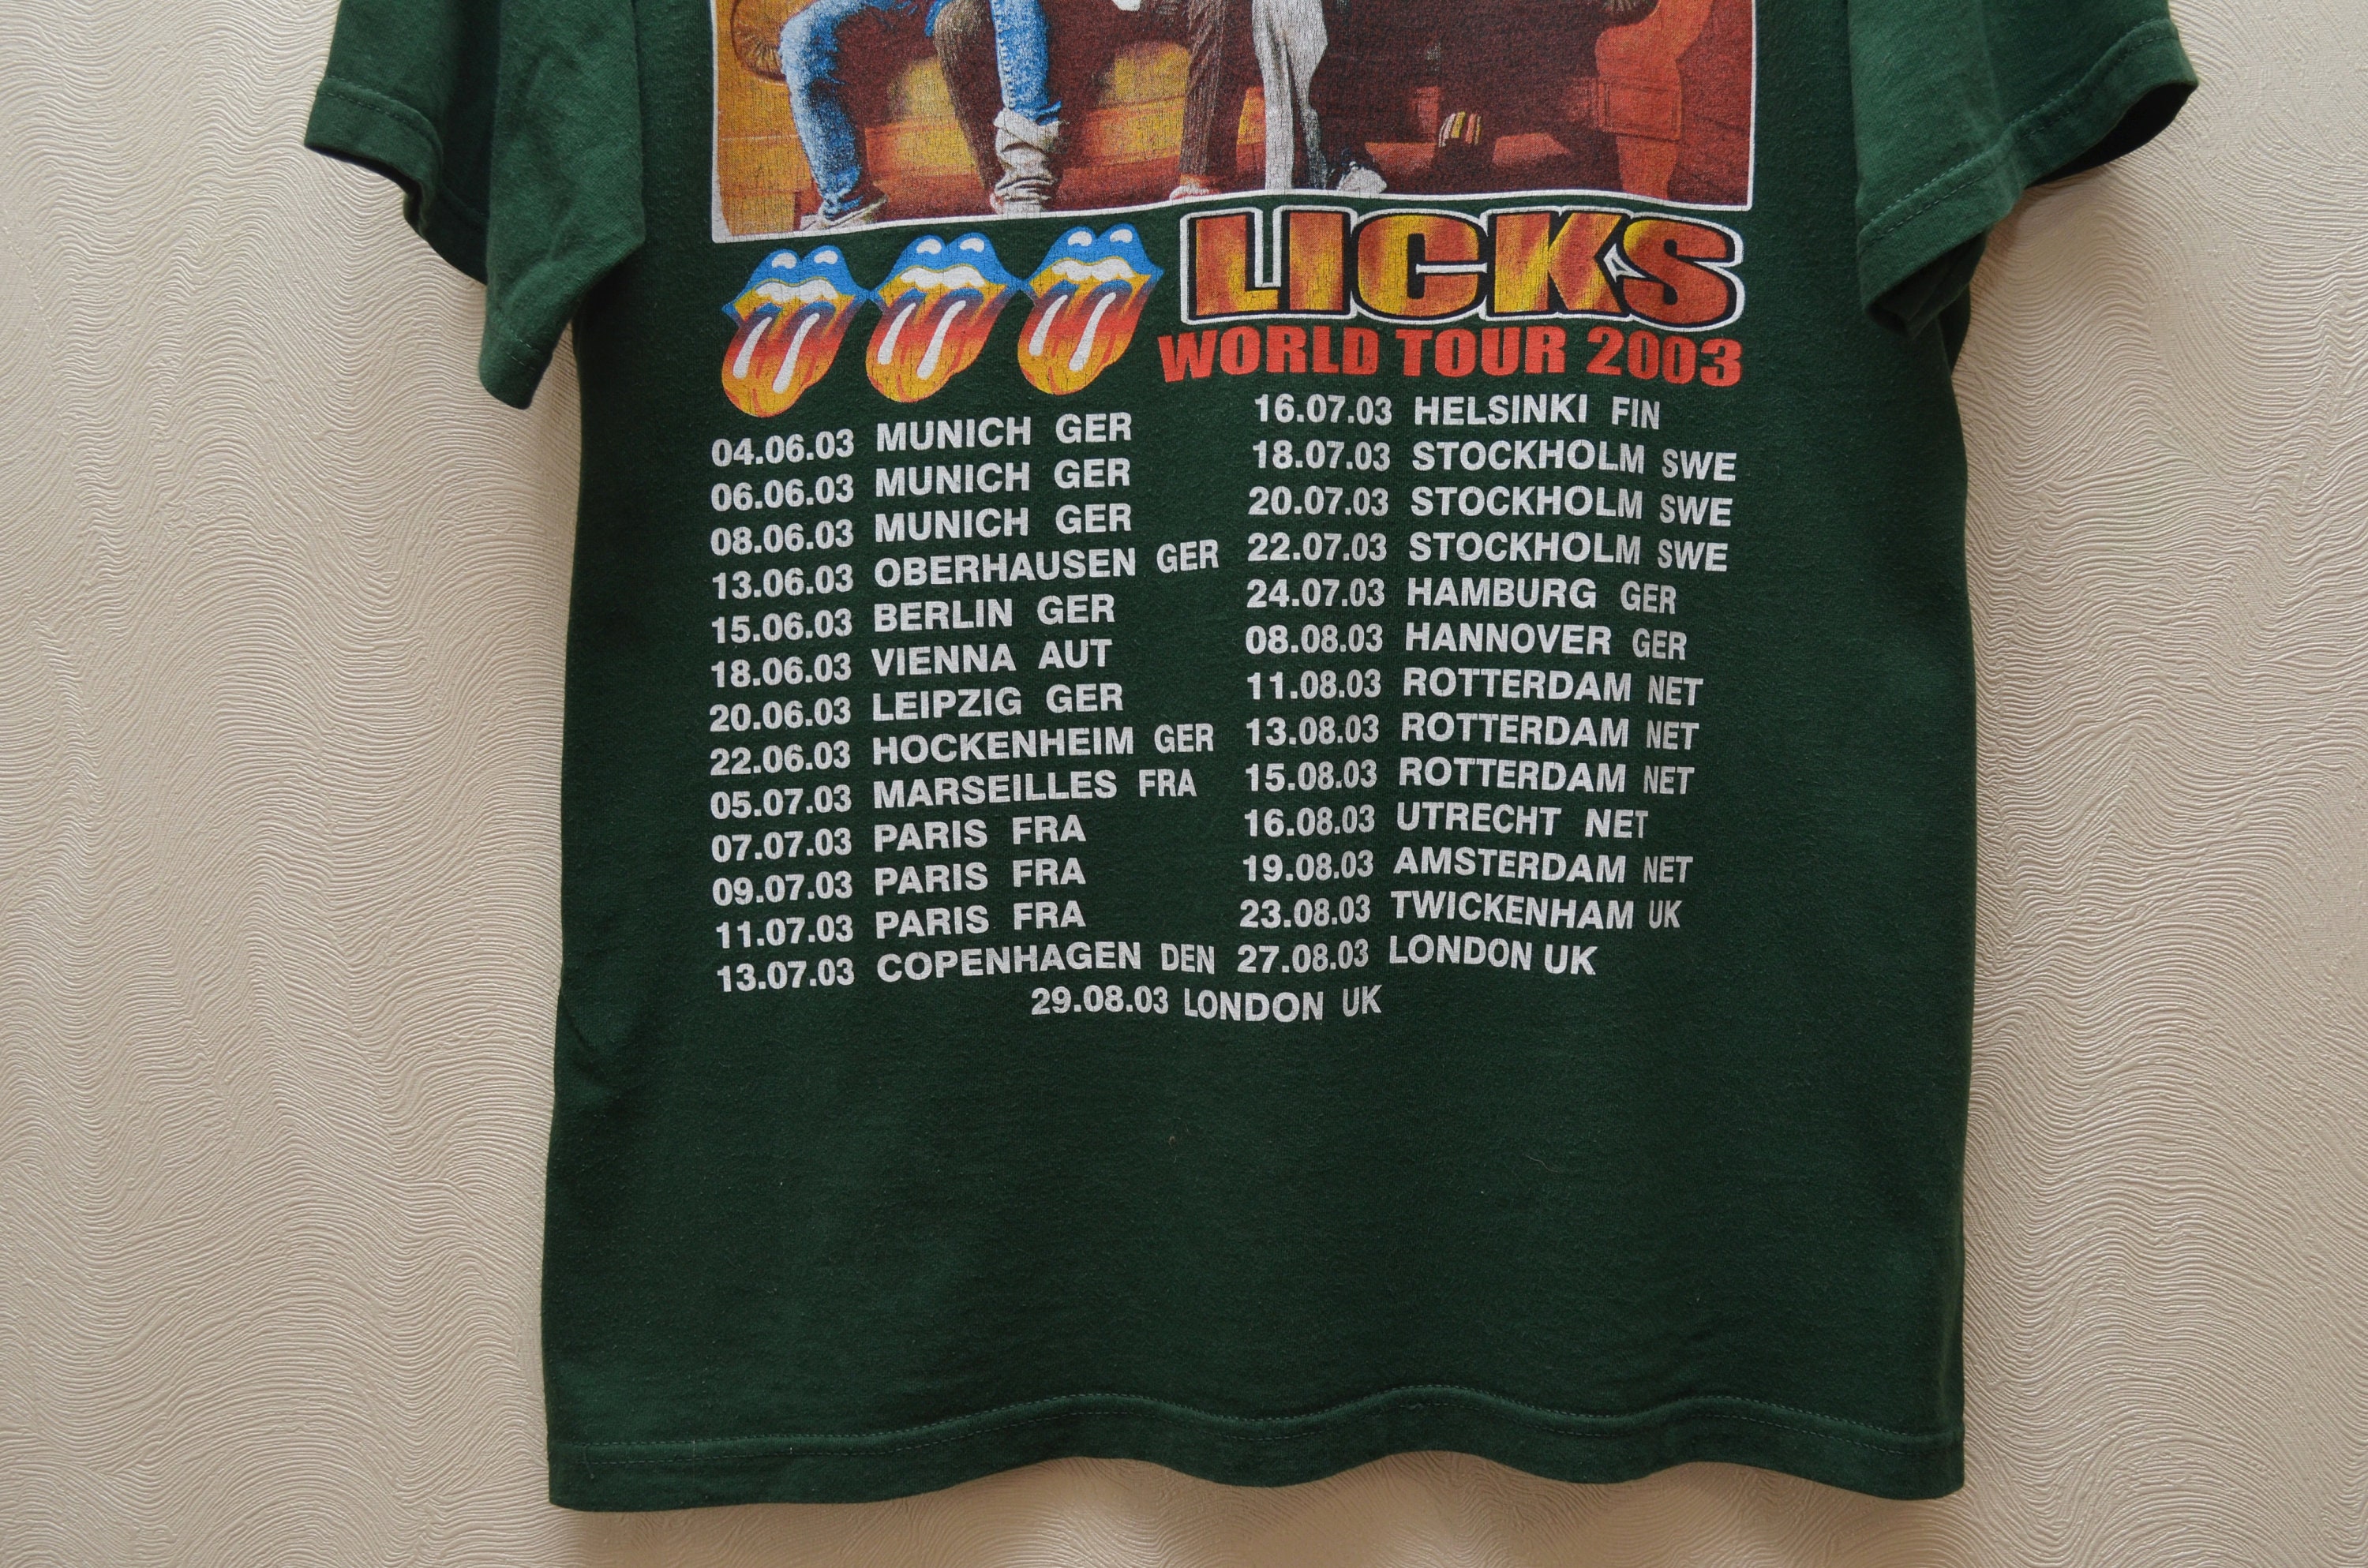 LICKS
WORLD TOUR 2003
04.06.03 MUNICH GER
06.06.03 MUNICH GER
08.06.03 MUNICH GER
13.06.03 OBERHAUSEN GER
15.06.03 BERLIN GER
18.06.03 VIENNA AUT
20.06.03 LEIPZIG GER
22.06.03 HOCKENHEIM GER
05.07.03 MARSEILLES FRA
07.07.03 PARIS FRA
09.07.03 PARIS FRA
11.07.03 PARIS FRA
13.07.03 COPENHAGEN DEN
16.07.03 HELSINKI FIN
18.07.03 STOCKHOLM SWE
20.07.03 STOCKHOLM SWE
22.07.03 STOCKHOLM SWE
24.07.03 HAMBURG GER
08.08.03 HANNOVER GER
11.08.03 ROTTERDAM NET
13.08.03 ROTTERDAM NET
15.08.03 ROTTERDAM NET
16.08.03 UTRECHT NET
19.08.03 AMSTERDAM NET
23.08.03 TWICKENHAM UK
27.08.03 LONDON UK
29.08.03 LONDON UK